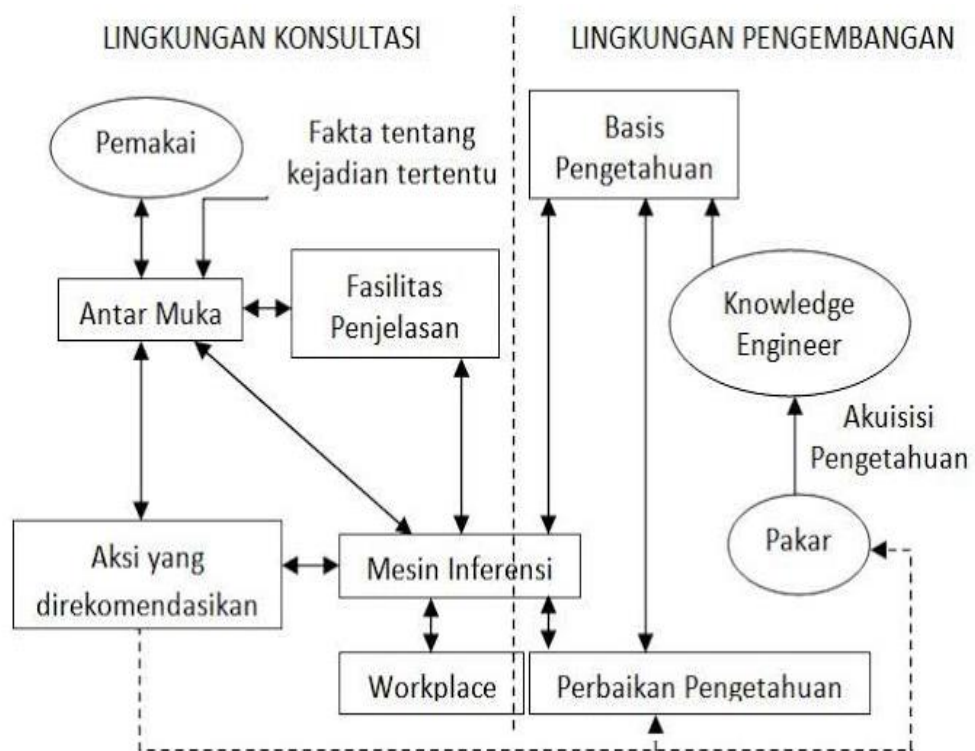 LINGKUNGAN KONSULTASI
LINGKUNGAN PENGEMBANGAN
Pemakai
Fakta tentang
kejadian tertentu
Basis
Pengetahuan
Antar Muka
Fasilitas
Penjelasan
Knowledge
Engineer
Akuisisi
Pengetahuan
Aksi yang
direkomendasikan
Mesin Inferensi
Pakar
Workplace
Perbaikan Pengetahuan